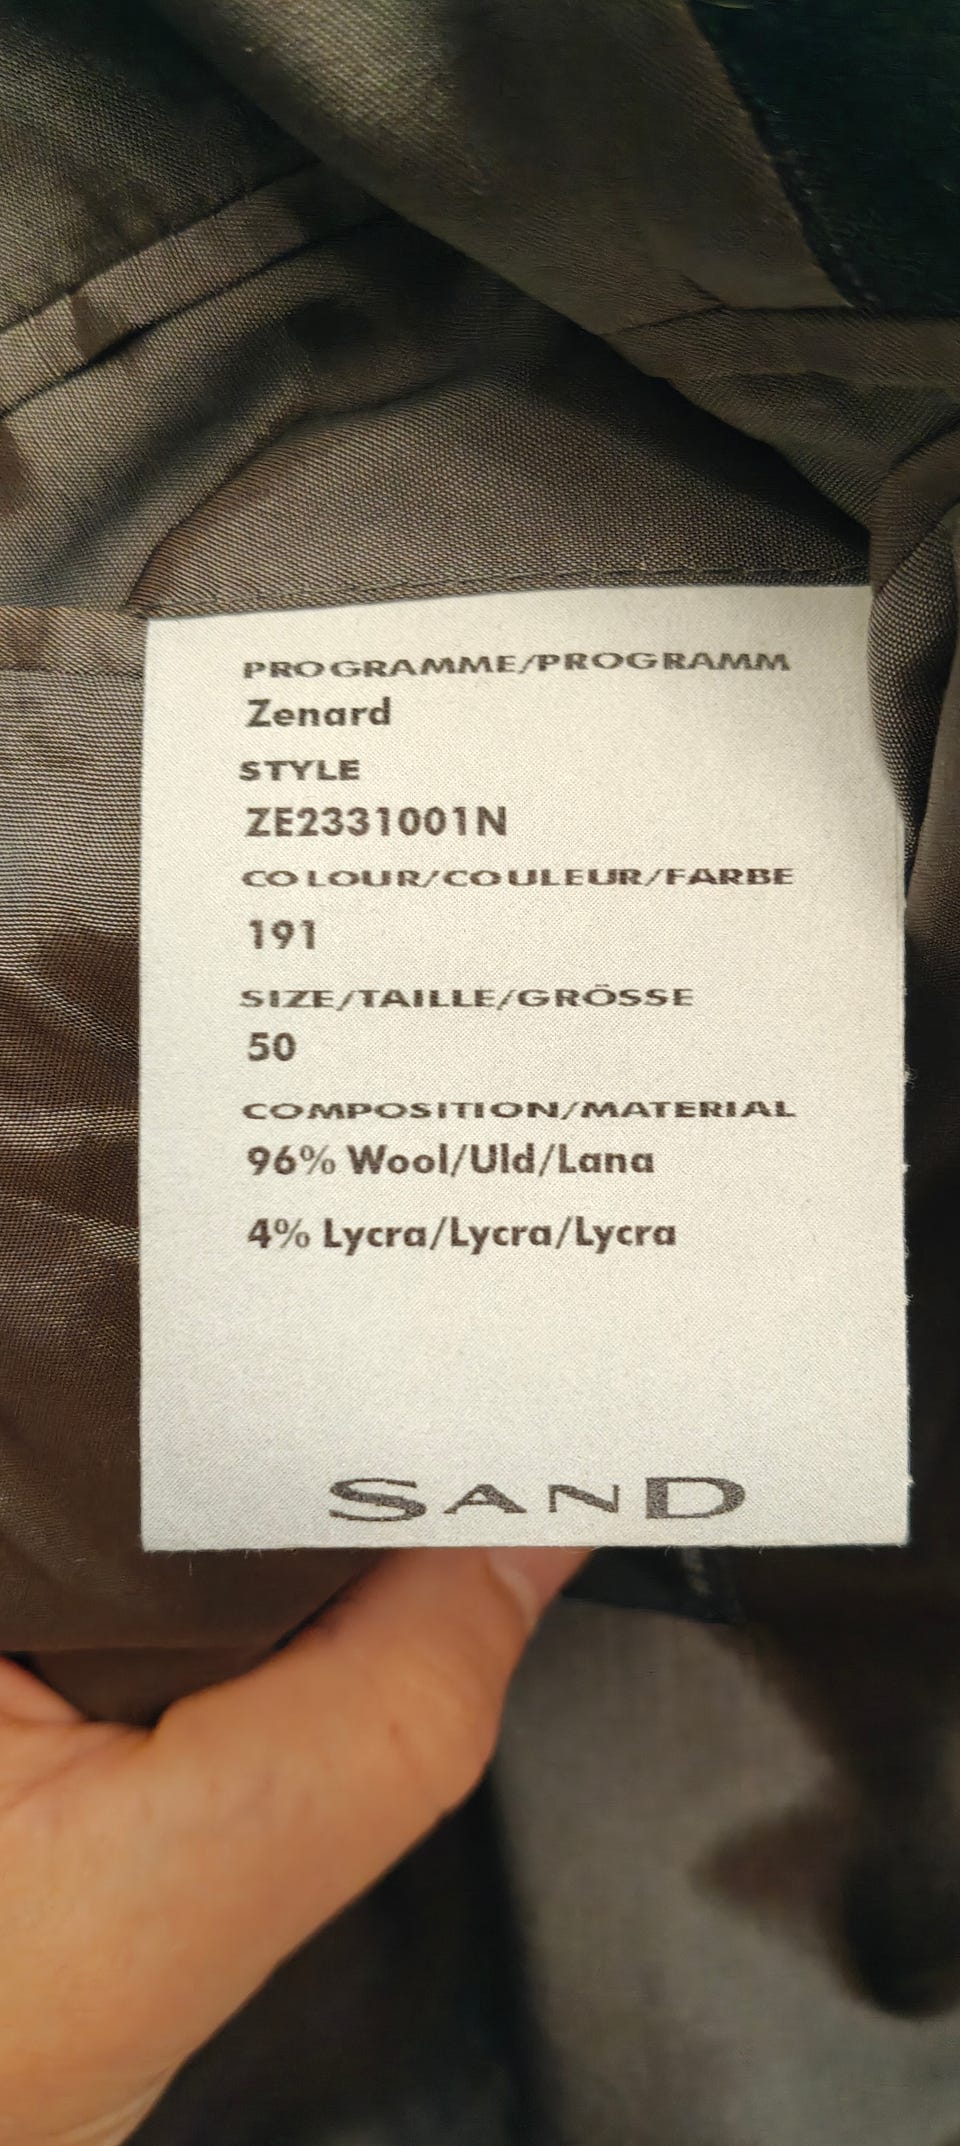 PROGRAMME/PROGRAMM
Zenard
STYLE
ZE2331001N
COLOUR/COULEUR/FARBE
191
SIZE/TAILLE/GRÖSSE
50
COMPOSITION/MATERIAL
96% Wool/Uld/Lana
4% Lycra/Lycra/Lycra
SAND